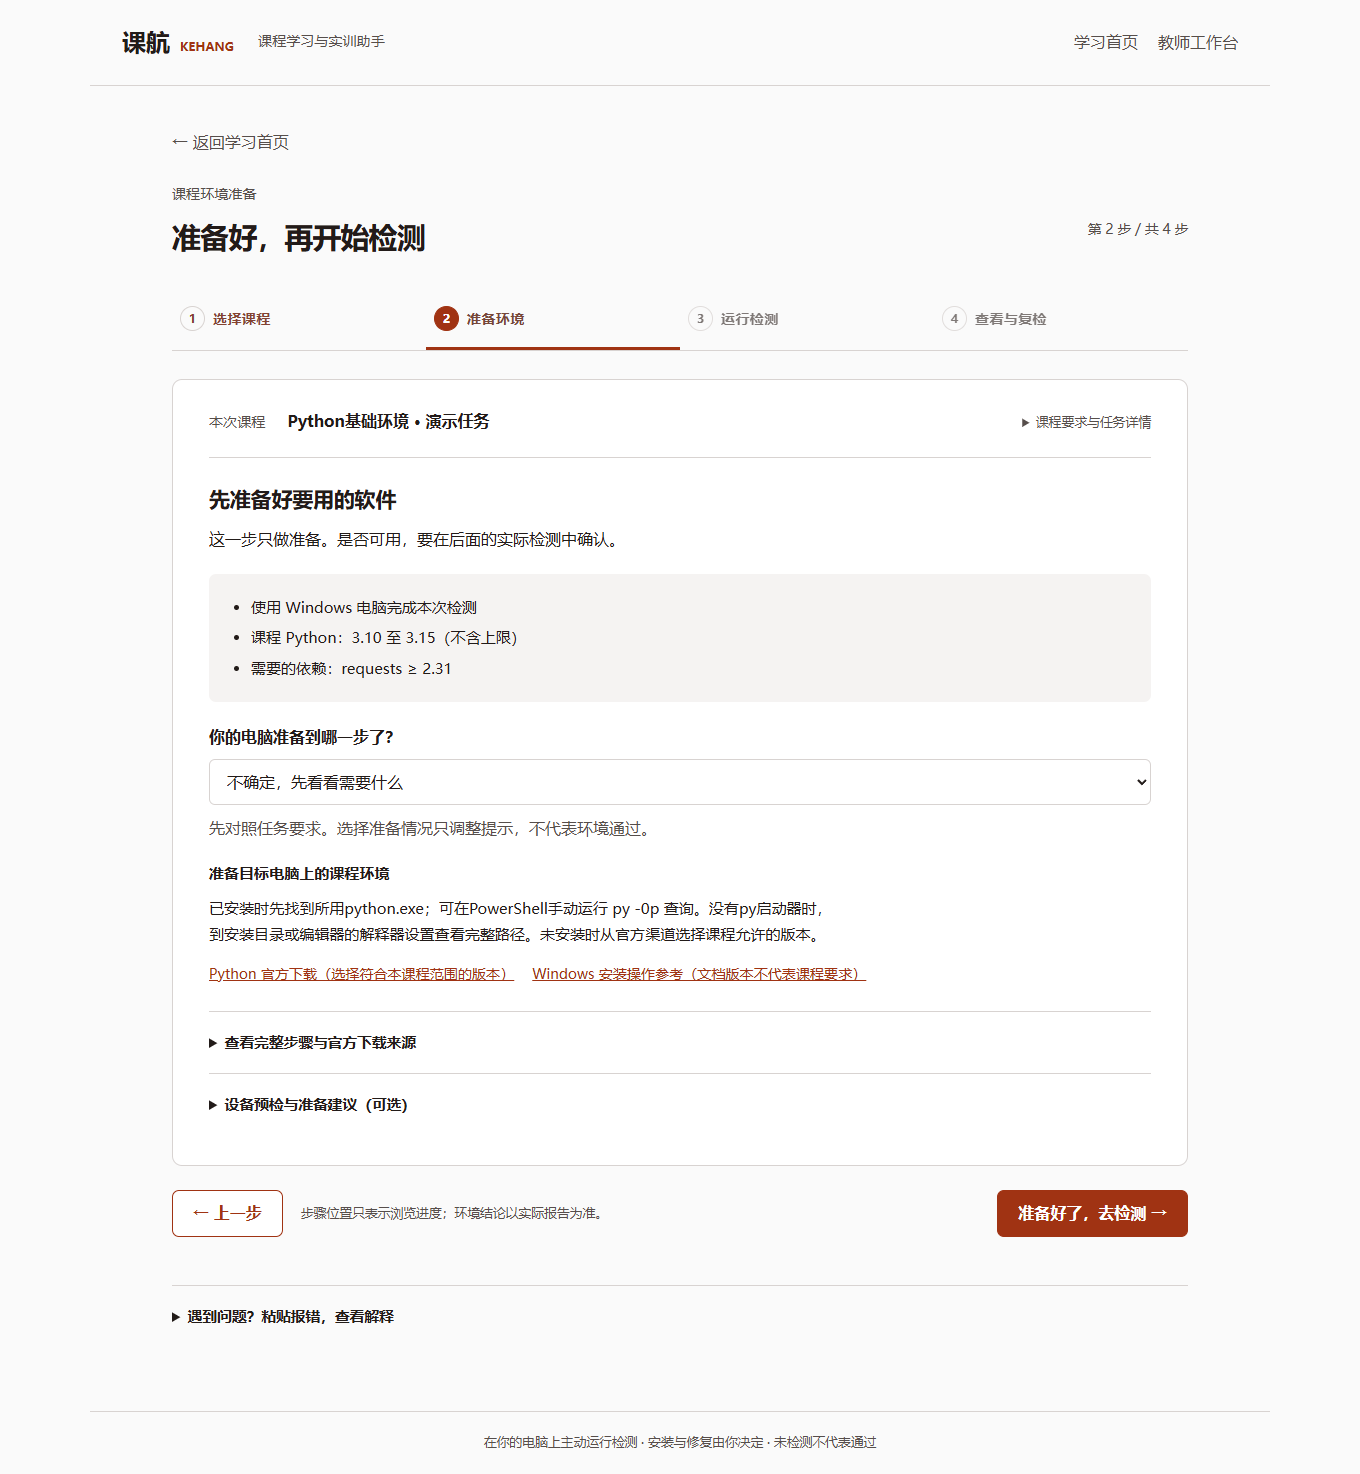 课航 KEHANG 课程学习与实训助手 学习首页 教师工作台
← 返回学习首页
课程环境准备
准备好，再开始检测
第 2 步 / 共 4 步
1 选择课程 2 准备环境 3 运行检测 4 查看与复检
本次课程 Python基础环境 • 演示任务 ▶ 课程要求与任务详情
先准备好要用的软件
这一步只做准备。是否可用，要在后面的实际检测中确认。
• 使用 Windows 电脑完成本次检测
• 课程 Python：3.10 至 3.15（不含上限）
• 需要的依赖：requests ≥ 2.31
你的电脑准备到哪一步了？
不确定，先看看需要什么
先对照任务要求。选择准备情况只调整提示，不代表环境通过。
准备目标电脑上的课程环境
已安装时先找到所用python.exe；可在PowerShell手动运行 py -0p 查询。没有py启动器时，
到安装目录或编辑器的解释器设置查看完整路径。未安装时从官方渠道选择课程允许的版本。
Python 官方下载（选择符合本课程范围的版本） Windows 安装操作参考（文档版本不代表课程要求）
▶ 查看完整步骤与官方下载来源
▶ 设备预检与准备建议（可选）
← 上一步 步骤位置只表示浏览进度；环境结论以实际报告为准。 准备好了，去检测 →
▶ 遇到问题？粘贴报错，查看解释
在你的电脑上主动运行检测 · 安装与修复由你决定 · 未检测不代表通过